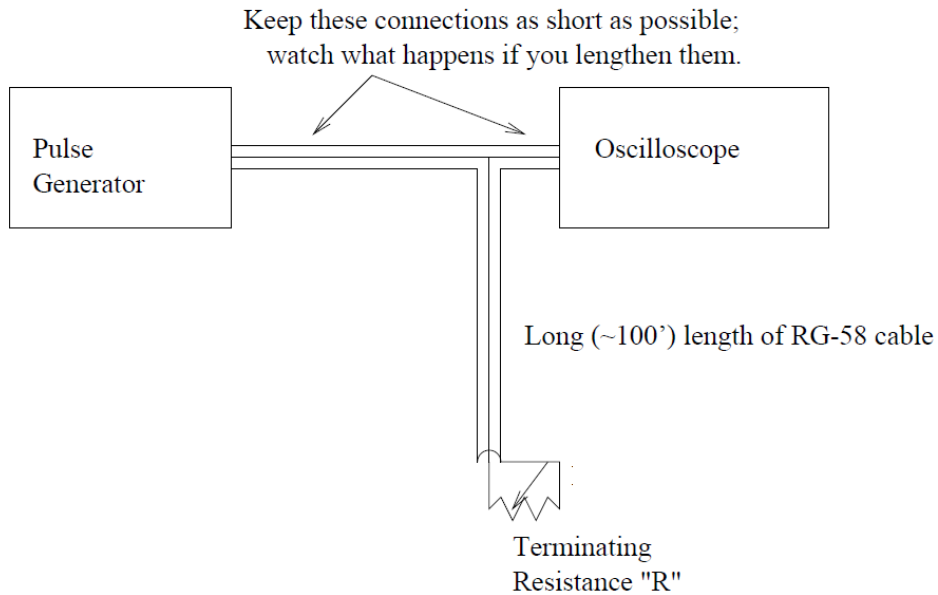 Keep these connections as short as possible;
watch what happens if you lengthen them.
Pulse
Generator
Oscilloscope
Long (~100’) length of RG-58 cable
Terminating
Resistance "R"